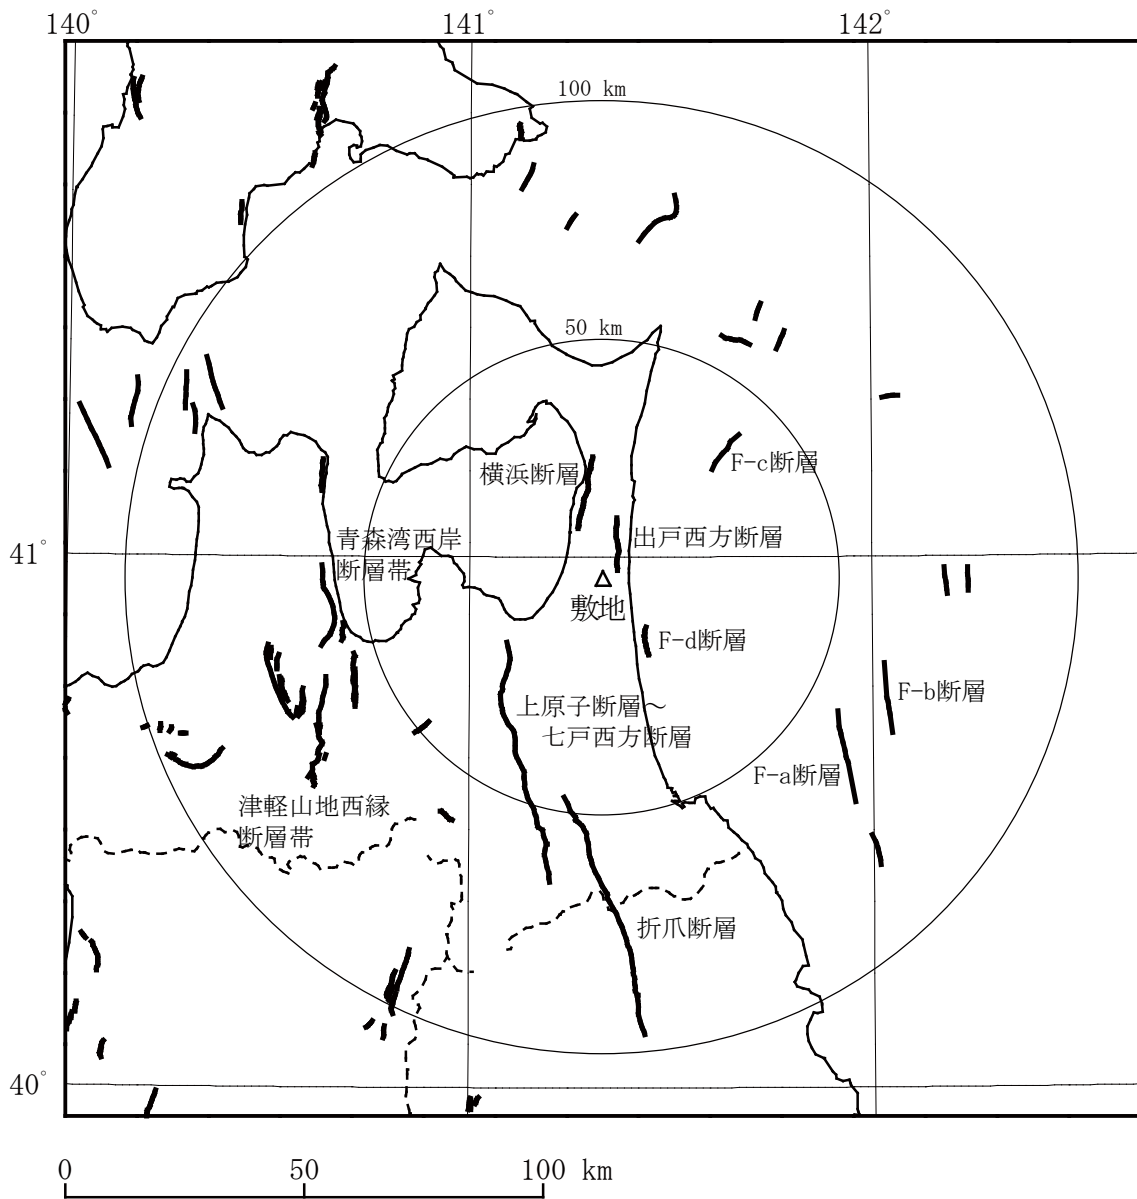 140° 141° 142°
100 km
50 km
F-c断層
横浜断層
41°
青森湾西岸
断層帯
出戸西方断層
敷地
F-d断層
F-b断層
上原子断層～
七戸西方断層
F-a断層
津軽山地西縁
断層帯
折爪断層
40°
0 50 100 km